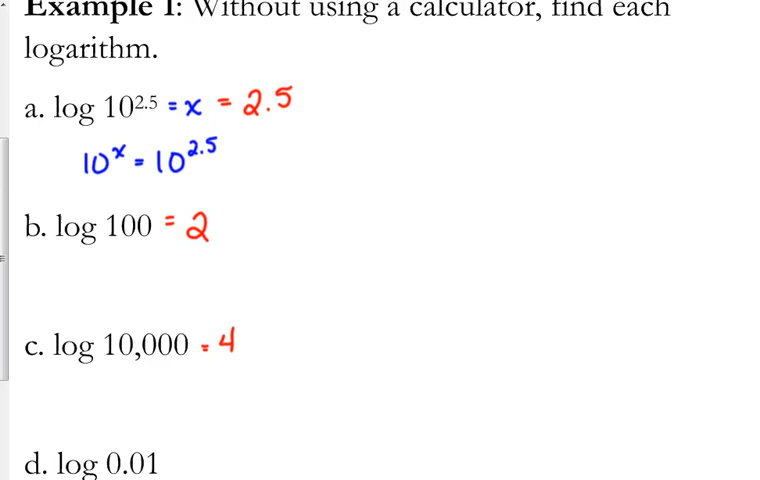 Example 1: Without using a calculator, find each
logarithm.
a. log 10^2.5 = x = 2.5
10^x = 10^2.5
b. log 100 = 2
c. log 10,000 = 4
d. log 0.01